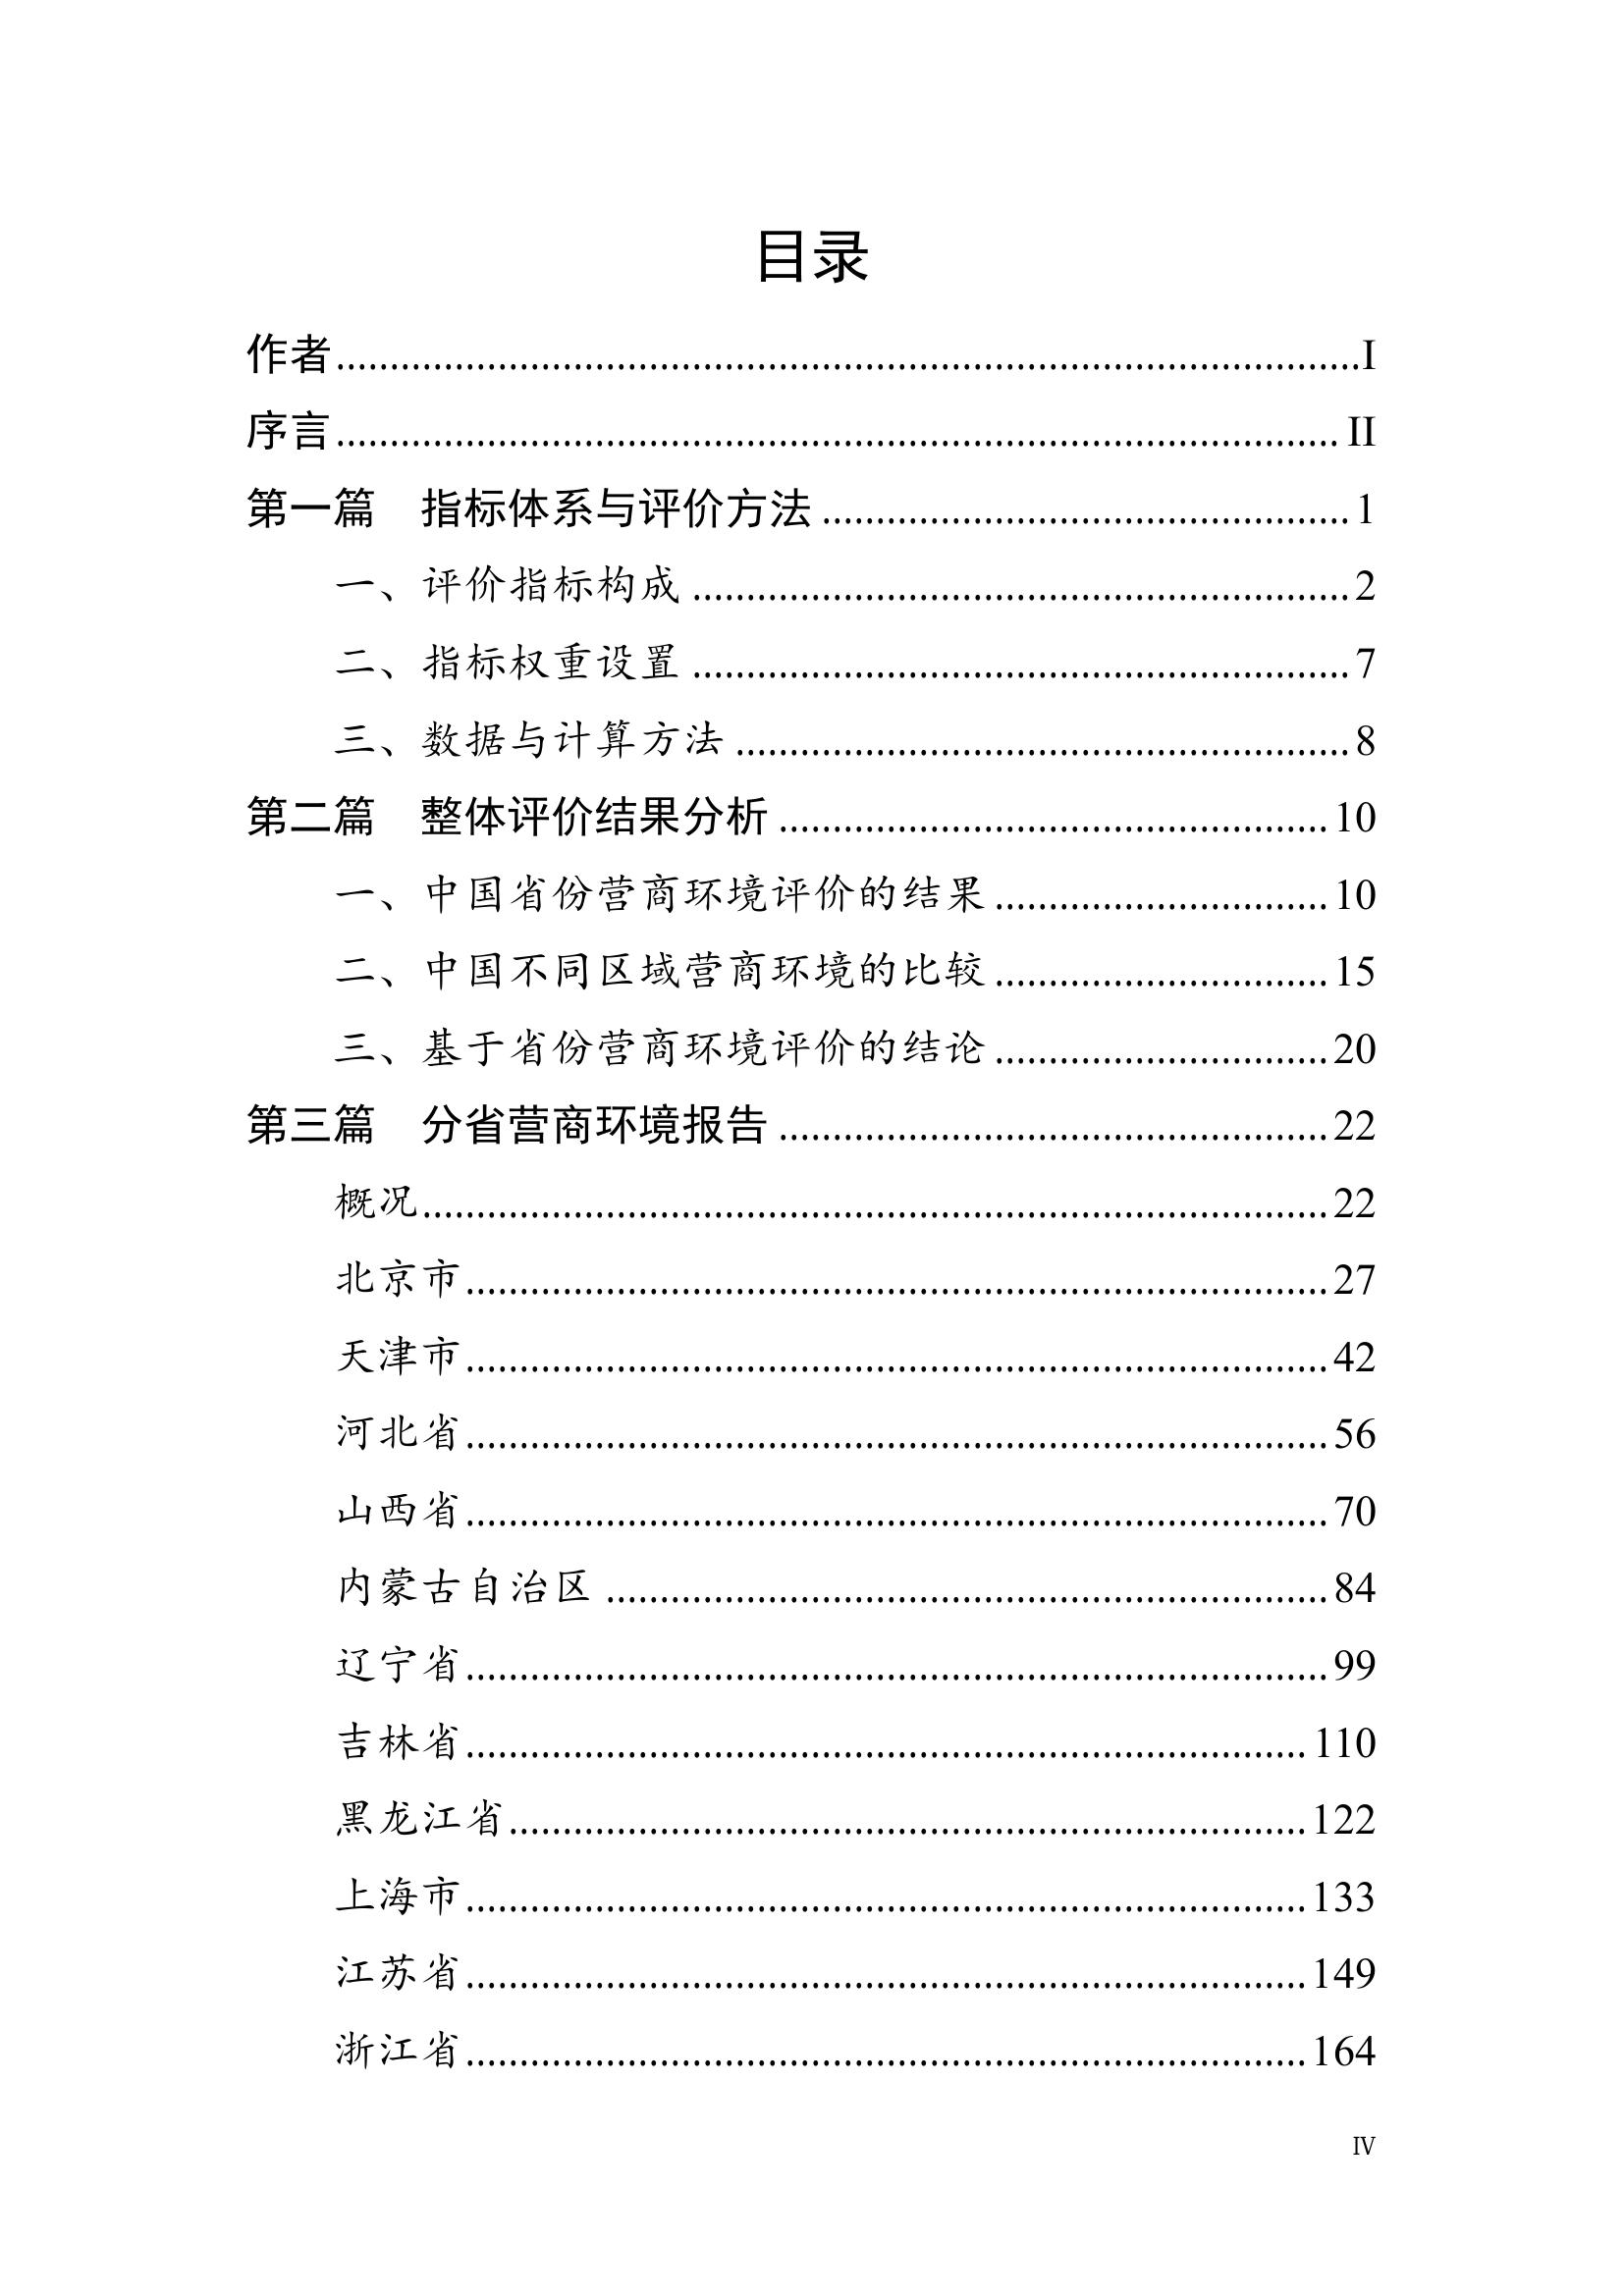 目录
作者........................................I
序言........................................ II
第一篇　指标体系与评价方法 ........................................ 1
一、评价指标构成 ........................................ 2
二、指标权重设置 ........................................ 7
三、数据与计算方法 ........................................ 8
第二篇　整体评价结果分析 ........................................ 10
一、中国省份营商环境评价的结果 ........................................ 10
二、中国不同区域营商环境的比较 ........................................ 15
三、基于省份营商环境评价的结论 ........................................ 20
第三篇　分省营商环境报告 ........................................ 22
概况........................................ 22
北京市........................................ 27
天津市........................................ 42
河北省........................................ 56
山西省........................................ 70
内蒙古自治区 ........................................ 84
辽宁省........................................ 99
吉林省........................................ 110
黑龙江省........................................ 122
上海市........................................ 133
江苏省........................................ 149
浙江省........................................ 164
IV